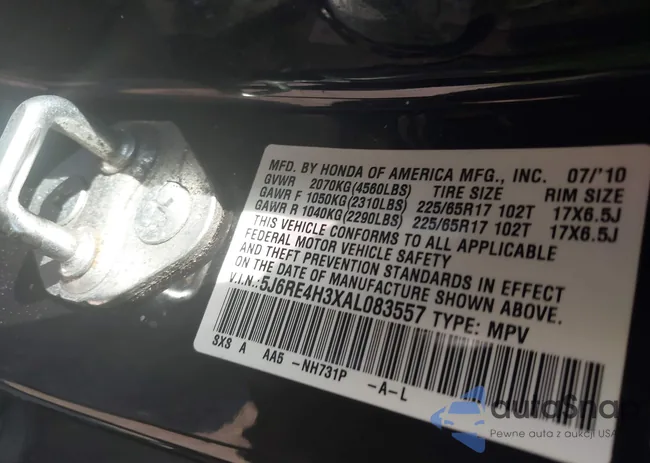 MFD. BY HONDA OF AMERICA MFG., INC. 07/'10
GVWR 2070KG(4560LBS) TIRE SIZE RIM SIZE
GAWR F 1050KG(2310LBS) 225/65R17 102T 17X6.5J
GAWR R 1040KG(2290LBS) 225/65R17 102T 17X6.5J
THIS VEHICLE CONFORMS TO ALL APPLICABLE
FEDERAL MOTOR VEHICLE SAFETY
AND THEFT PREVENTION STANDARDS IN EFFECT
ON THE DATE OF MANUFACTURE SHOWN ABOVE.
V.I.N.:5J6RE4H3XAL083557 TYPE: MPV
SXS A AA5 -NH731P -A-L
autoSnap
Pewne auta z aukcji USA